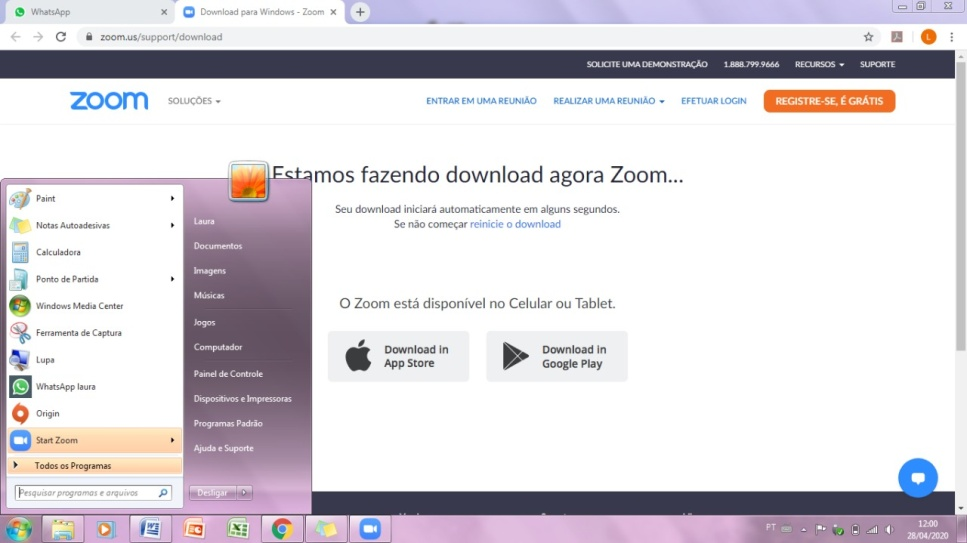 WhatsApp
Download para Windows - Zoom
zoom.us/support/download
L
SOLICITE UMA DEMONSTRAÇÃO 1.888.799.9666 RECURSOS SUPORTE
zoom SOLUÇÕES ENTRAR EM UMA REUNIÃO REALIZAR UMA REUNIÃO EFETUAR LOGIN REGISTRE-SE, É GRÁTIS
Estamos fazendo download agora Zoom...
Seu download iniciará automaticamente em alguns segundos.
Se não começar reinicie o download
O Zoom está disponível no Celular ou Tablet.
Download in
App Store
Download in
Google Play
Paint
Notas Autoadesivas
Calculadora
Ponto de Partida
Windows Media Center
Ferramenta de Captura
Lupa
WhatsApp laura
Origin
Start Zoom
Todos os Programas
Pesquisar programas e arquivos
Laura
Documentos
Imagens
Músicas
Jogos
Computador
Painel de Controle
Dispositivos e Impressoras
Programas Padrão
Ajuda e Suporte
Desligar
PT
12:00
28/04/2020